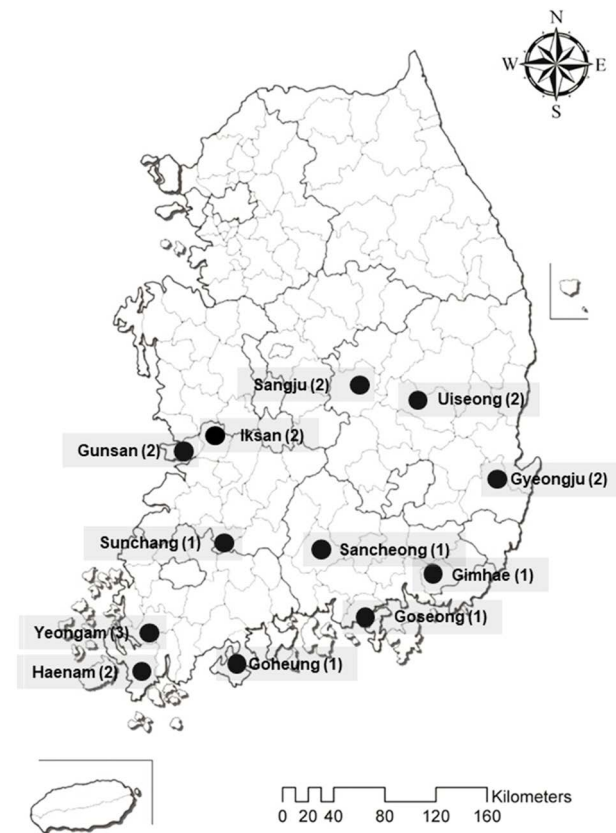 N
W E
S
Sangju (2)
Uiseong (2)
Iksan (2)
Gunsan (2)
Gyeongju (2)
Sunchang (1)
Sancheong (1)
Gimhae (1)
Goseong (1)
Yeongam (3)
Haenam (2)
Goheung (1)
Kilometers
0 20 40 80 120 160